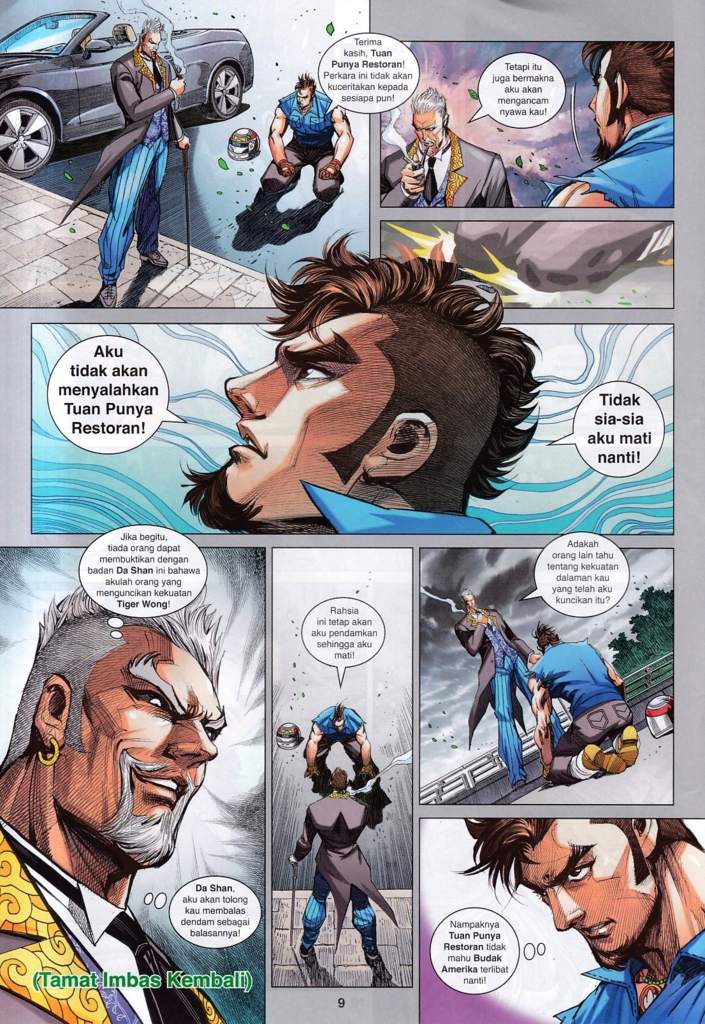 Terima
kasih, Tuan
Punya Restoran!
Perkara ini tidak akan
kuceritakan kepada
sesiapa pun!
Tetapi itu
juga bermakna
aku akan
mengancam
nyawa kau!
Aku
tidak akan
menyalahkan
Tuan Punya
Restoran!
Tidak
sia-sia
aku mati
nanti!
Jika begitu,
tiada orang dapat
membuktikan dengan
badan Da Shan ini bahawa
akulah orang yang
menguncikan kekuatan
Tiger Wong!
Da Shan,
aku akan tolong
kau membalas
dendam sebagai
balasannya!
(Tamat Imbas Kembali)
Rahsia
ini tetap akan
aku pendamkan
sehingga aku
mati!
Adakah
orang lain tahu
tentang kekuatan
dalaman kau
yang telah aku
kuncikan itu?
Nampaknya
Tuan Punya
Restoran tidak
mahu Budak
Amerika terlibat
nanti!
9